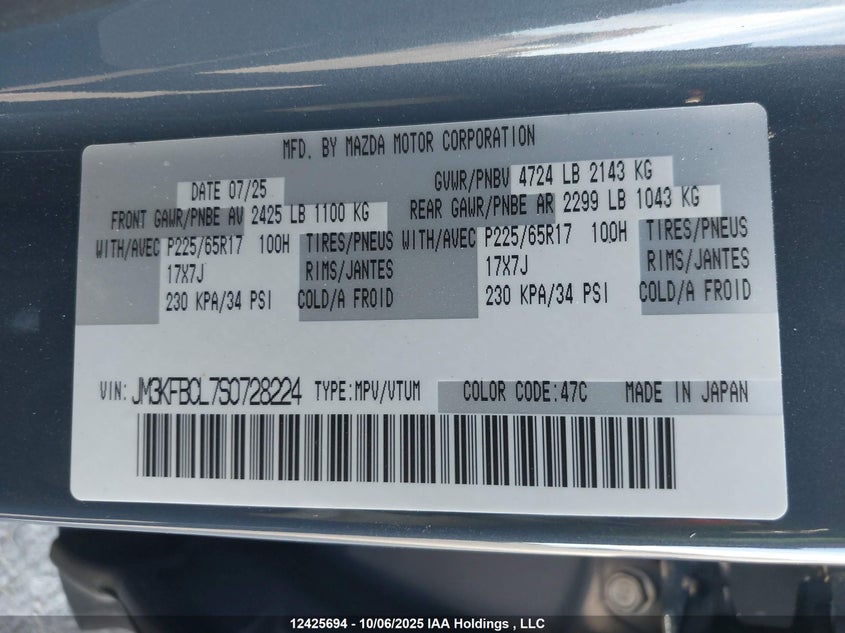 MFD. BY MAZDA MOTOR CORPORATION
DATE 07/25 GVWR/PNBV 4724 LB 2143 KG
FRONT GAWR/PNBE AV 2425 LB 1100 KG REAR GAWR/PNBE AR 2299 LB 1043 KG
WITH/AVEC P225/65R17 100H TIRES/PNEUS WITH/AVEC P225/65R17 100H TIRES/PNEUS
17X7J RIMS/JANTES 17X7J RIMS/JANTES
230 KPA/34 PSI COLD/A FROID 230 KPA/34 PSI COLD/A FROID
VIN: JM3KFBCL7S0728224 TYPE:MPV/VTUM COLOR CODE:47C MADE IN JAPAN
12425694 - 10/06/2025 IAA Holdings , LLC